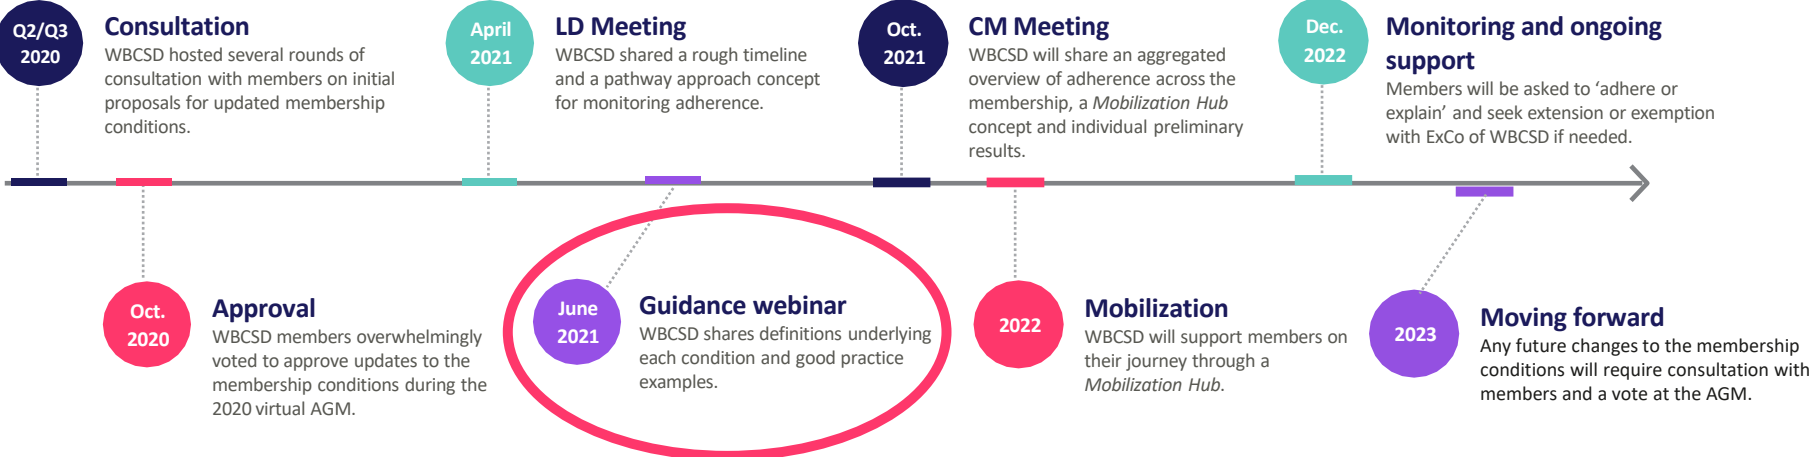 Q2/Q3
2020
Consultation
WBCSD hosted several rounds of
consultation with members on initial
proposals for updated membership
conditions.
April
2021
LD Meeting
WBCSD shared a rough timeline
and a pathway approach concept
for monitoring adherence.
Oct.
2021
CM Meeting
WBCSD will share an aggregated
overview of adherence across the
membership, a Mobilization Hub
concept and individual preliminary
results.
Dec.
2022
Monitoring and ongoing
support
Members will be asked to ‘adhere or
explain’ and seek extension or exemption
with ExCo of WBCSD if needed.
Oct.
2020
Approval
WBCSD members overwhelmingly
voted to approve updates to the
membership conditions during the
2020 virtual AGM.
June
2021
Guidance webinar
WBCSD shares definitions underlying
each condition and good practice
examples.
2022
Mobilization
WBCSD will support members on
their journey through a
Mobilization Hub.
2023
Moving forward
Any future changes to the membership
conditions will require consultation with
members and a vote at the AGM.